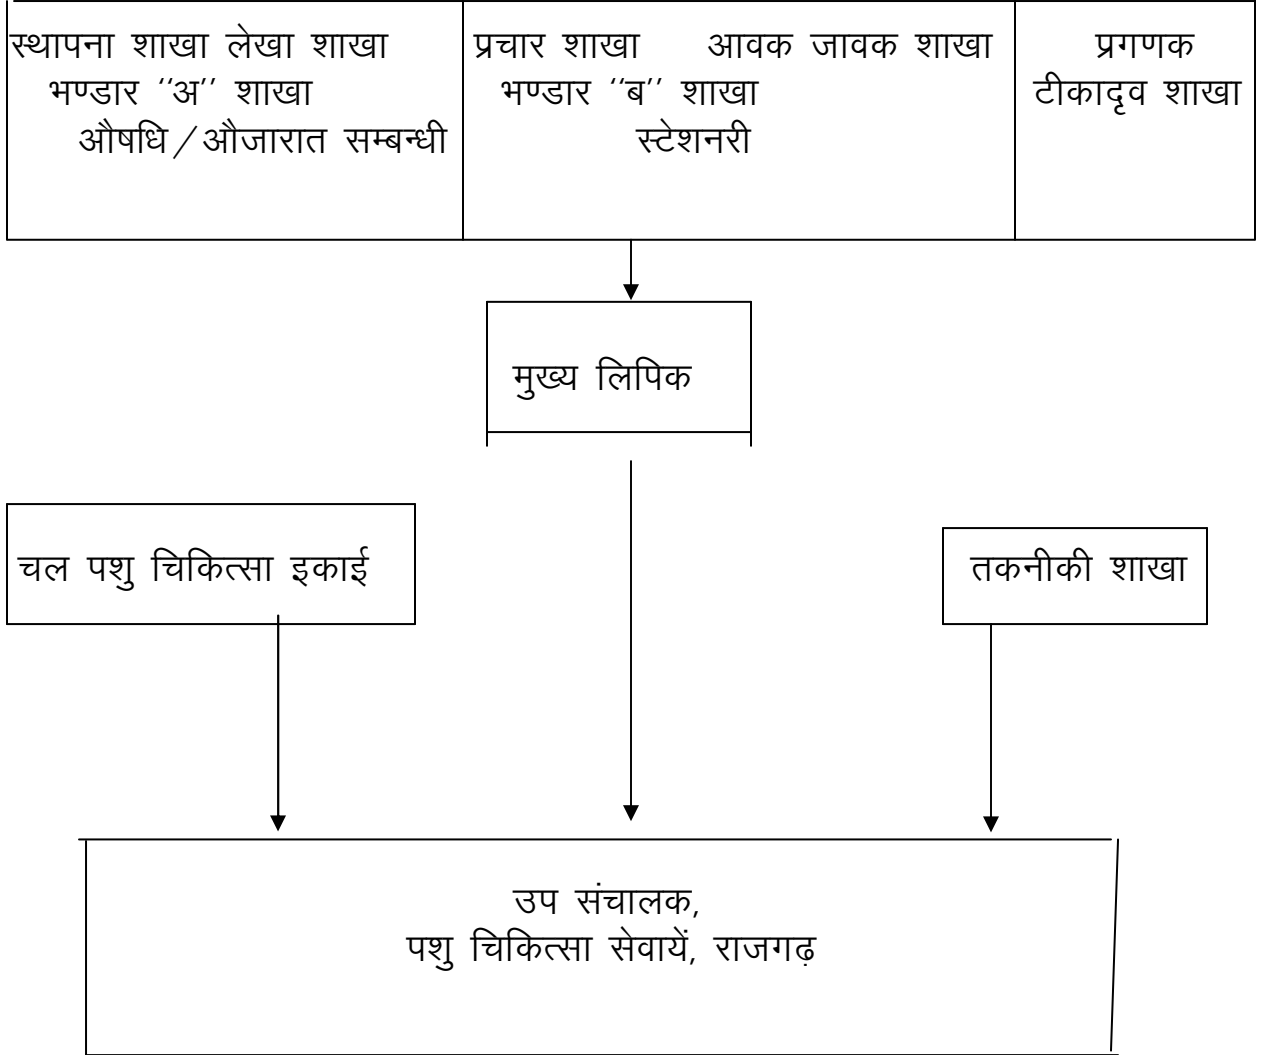 स्थापना शाखा लेखा शाखा
भण्डार ‘‘अ’’ शाखा
औषधि/औजारात सम्बन्धी
प्रचार शाखा आवक जावक शाखा
भण्डार ‘‘ब’’ शाखा
स्टेशनरी
प्रगणक
टीकादृव शाखा
मुख्य लिपिक
चल पशु चिकित्सा इकाई
तकनीकी शाखा
उप संचालक,
पशु चिकित्सा सेवायें, राजगढ़